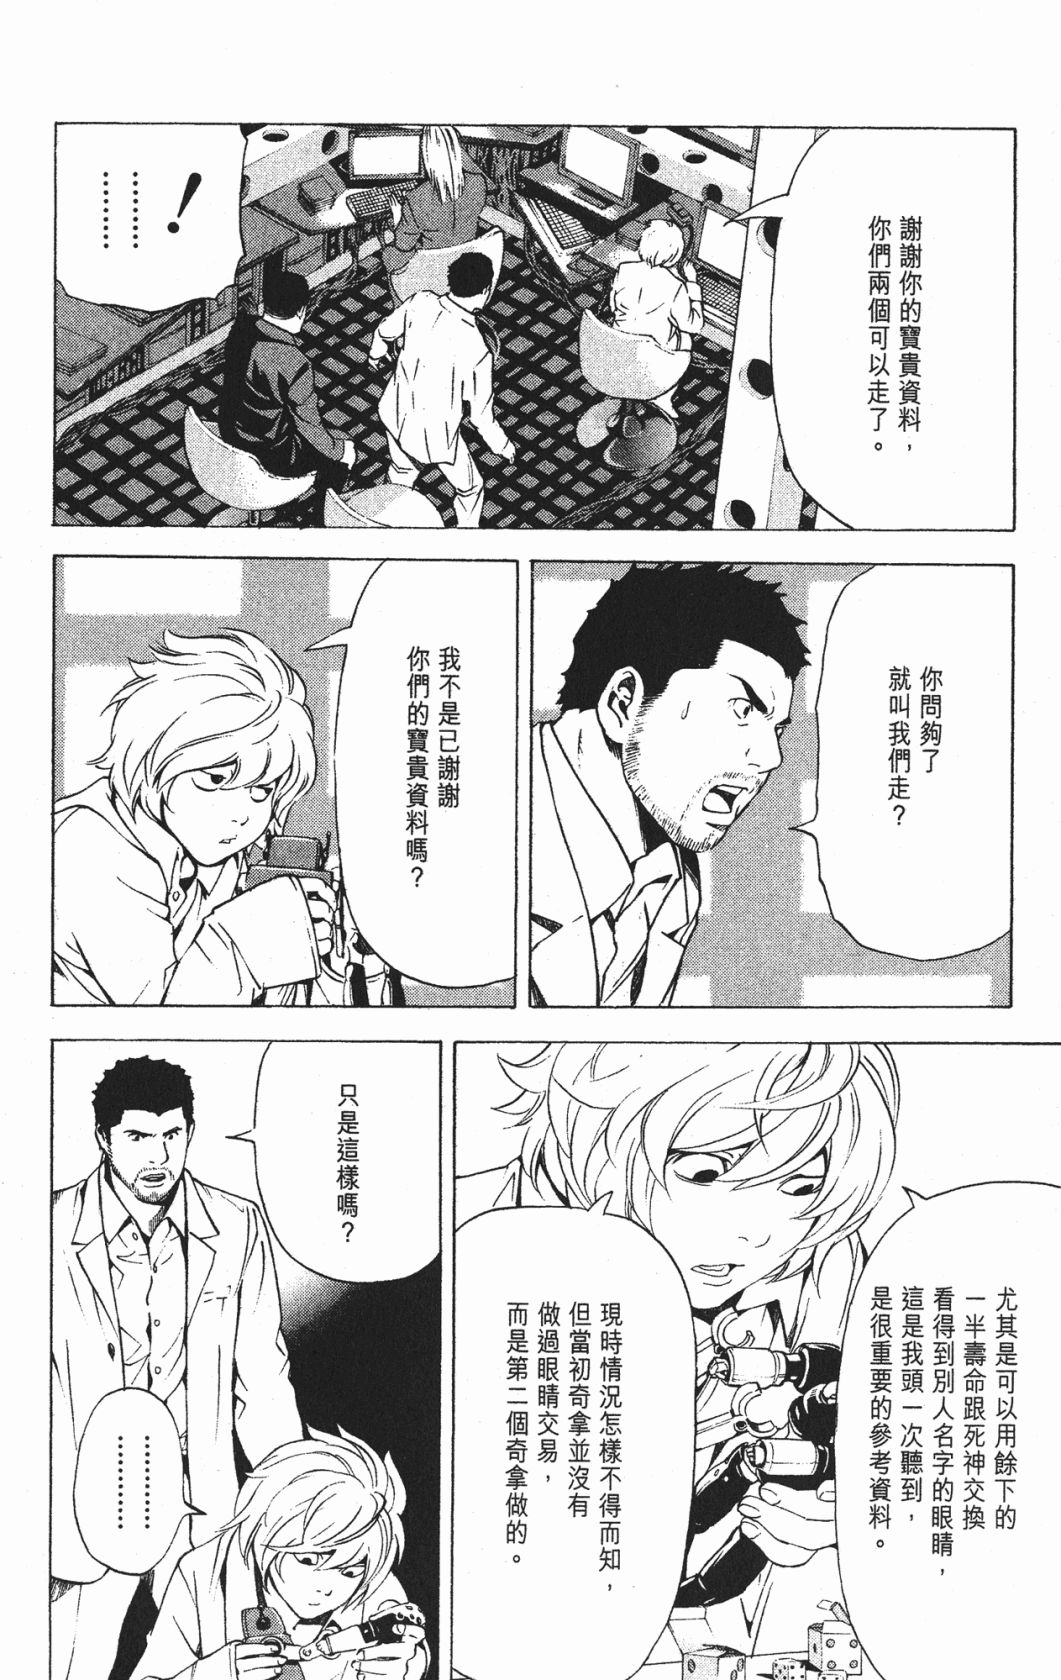 謝謝你的寶貴資料，
你們兩個可以走了。
！
⋯⋯
⋯⋯
你問夠了
就叫我們走？
我不是已謝謝
你們的寶貴資料嗎？
尤其是可以用餘下的
一半壽命跟死神交換
看得到別人名字的眼睛，
這是我頭一次聽到，
是很重要的參考資料。
現時情況怎樣不得而知，
但當初奇拿並沒有
做過眼睛交易，
而是第二個奇拿做的。
只是這樣嗎？
⋯⋯⋯
⋯⋯⋯